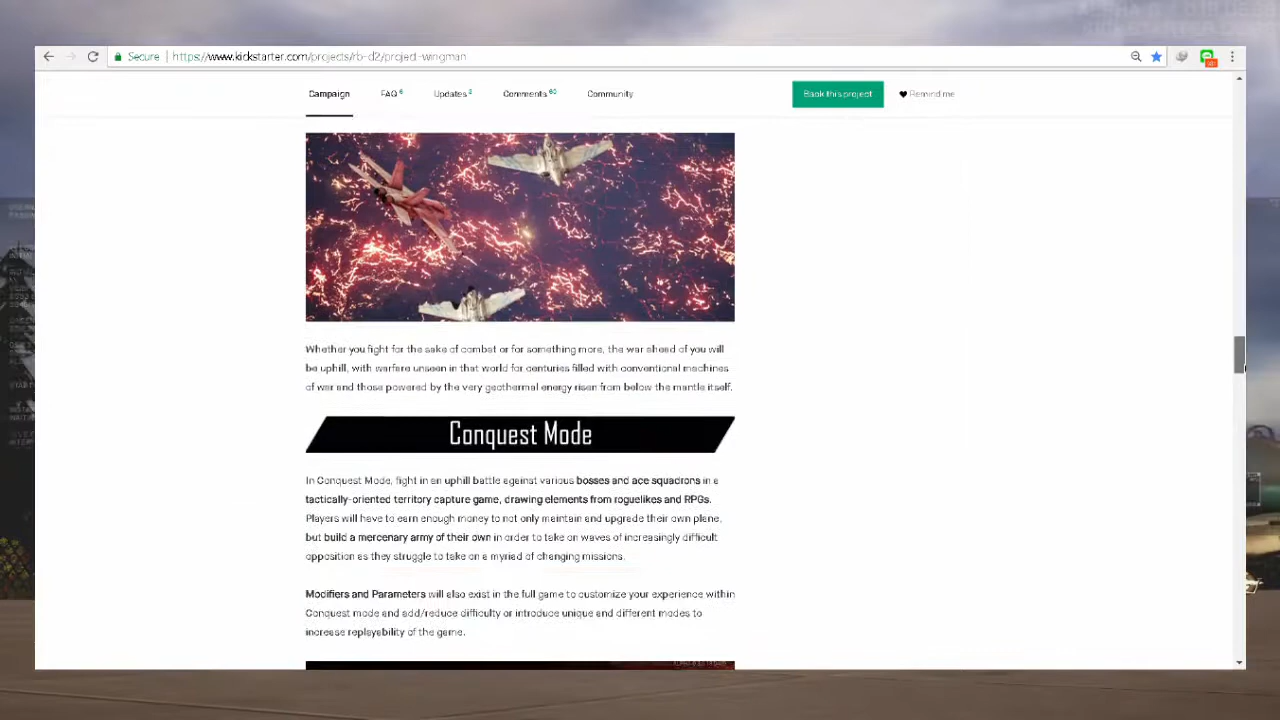 Secure
https://www.kickstarter.com/projects/rb-d2/project-wingman
Campaign FAQ 6 Updates 2 Comments 60 Community Back this project Remind me
Whether you fight for the sake of combat or for something more, the war ahead of you will
be uphill, with warfare unseen in that world for centuries filled with conventional machines
of war and those powered by the very geothermal energy risen from below the mantle itself.
Conquest Mode
In Conquest Mode, fight in an uphill battle against various bosses and ace squadrons in a
tactically-oriented territory capture game, drawing elements from roguelikes and RPGs.
Players will have to earn enough money to not only maintain and upgrade their own plane,
but build a mercenary army of their own in order to take on waves of increasingly difficult
opposition as they struggle to take on a myriad of changing missions.
Modifiers and Parameters will also exist in the full game to customize your experience within
Conquest mode and add/reduce difficulty or introduce unique and different modes to
increase replayability of the game.